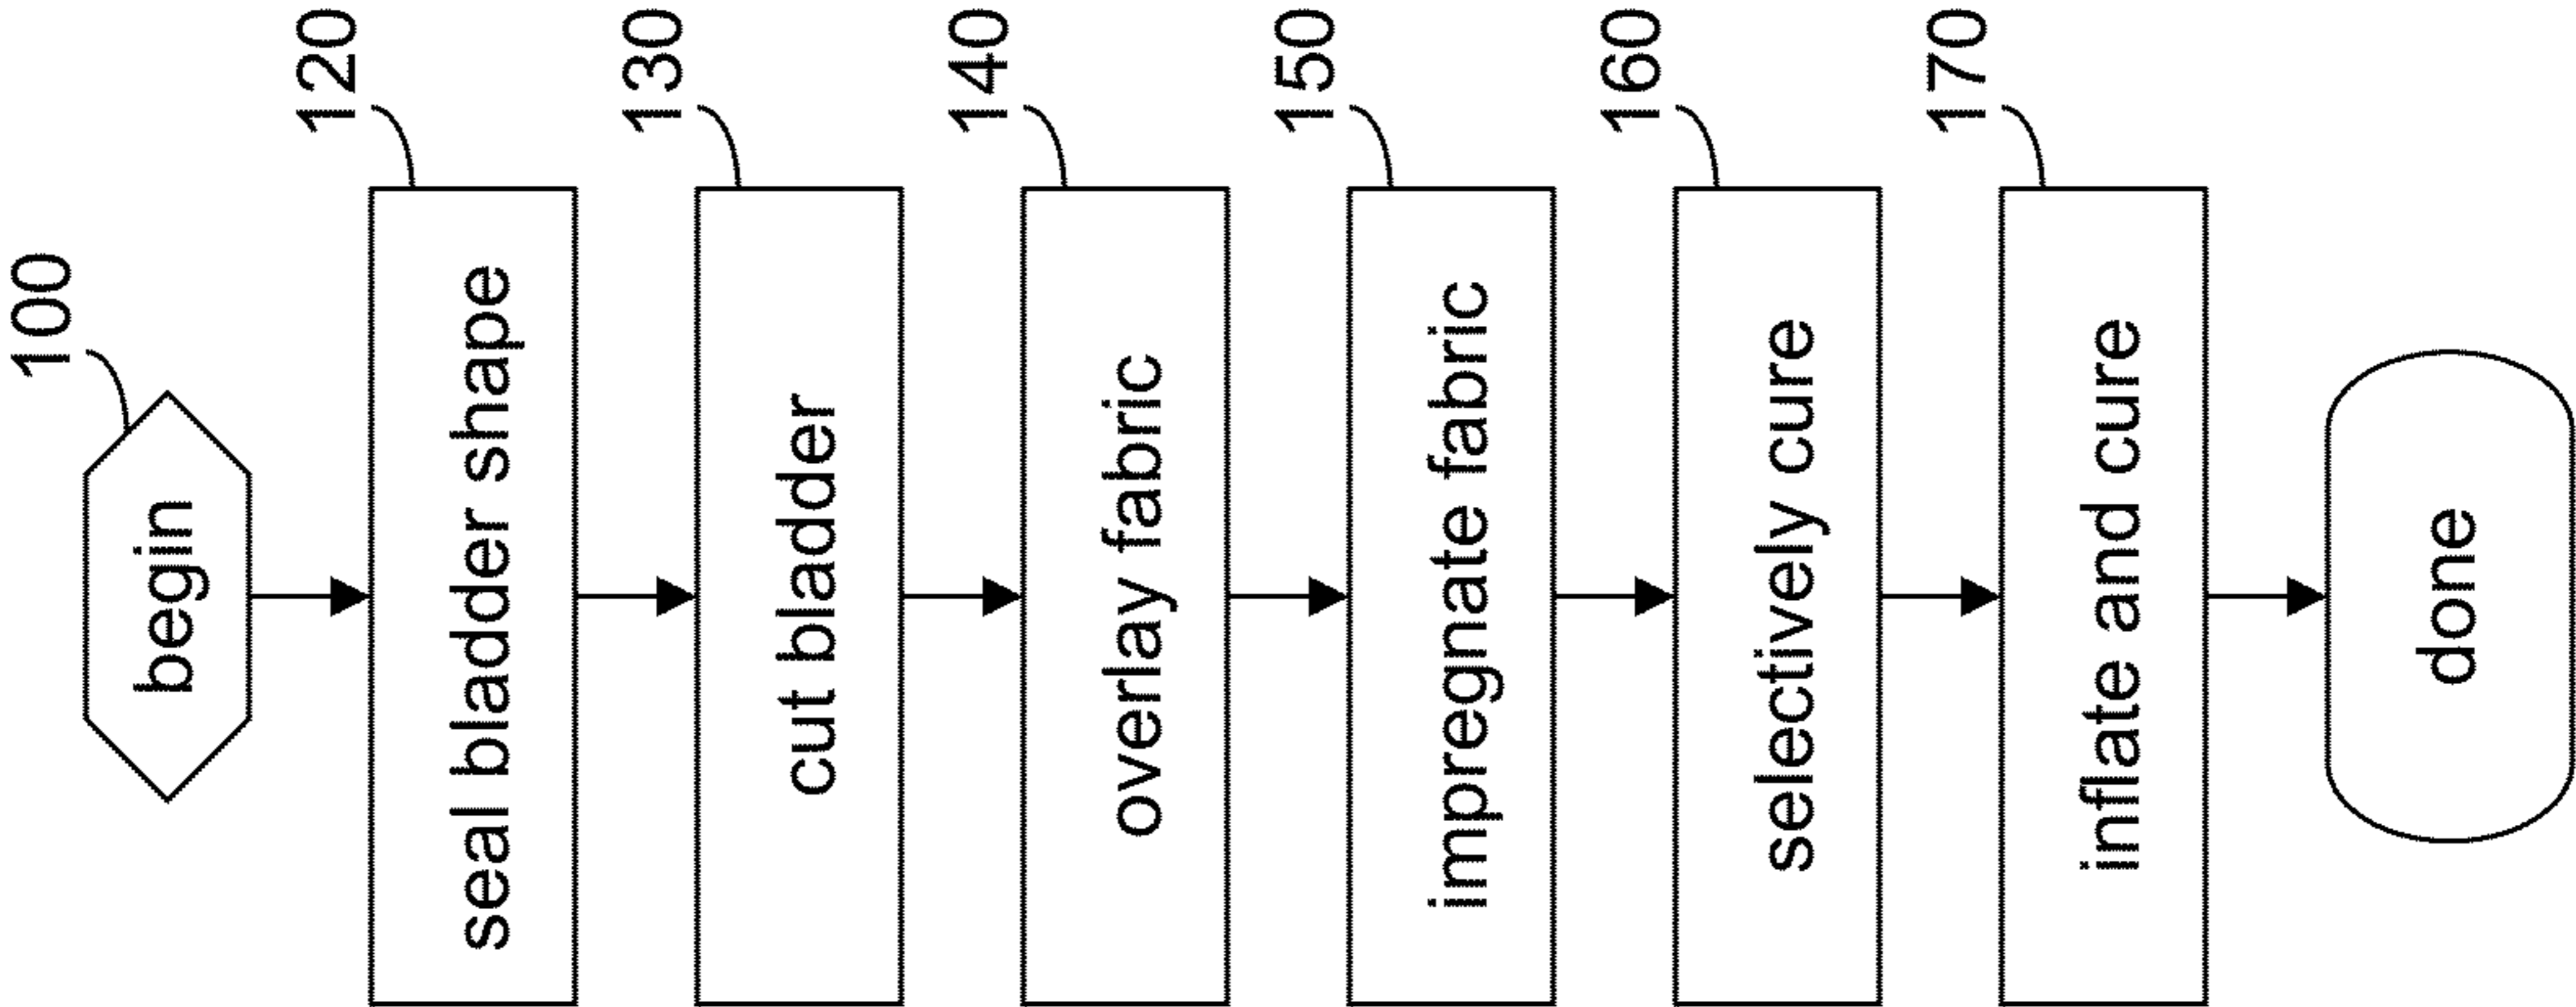 100
begin
120
seal bladder shape
130
cut bladder
140
overlay fabric
150
impregnate fabric
160
selectively cure
170
inflate and cure
done